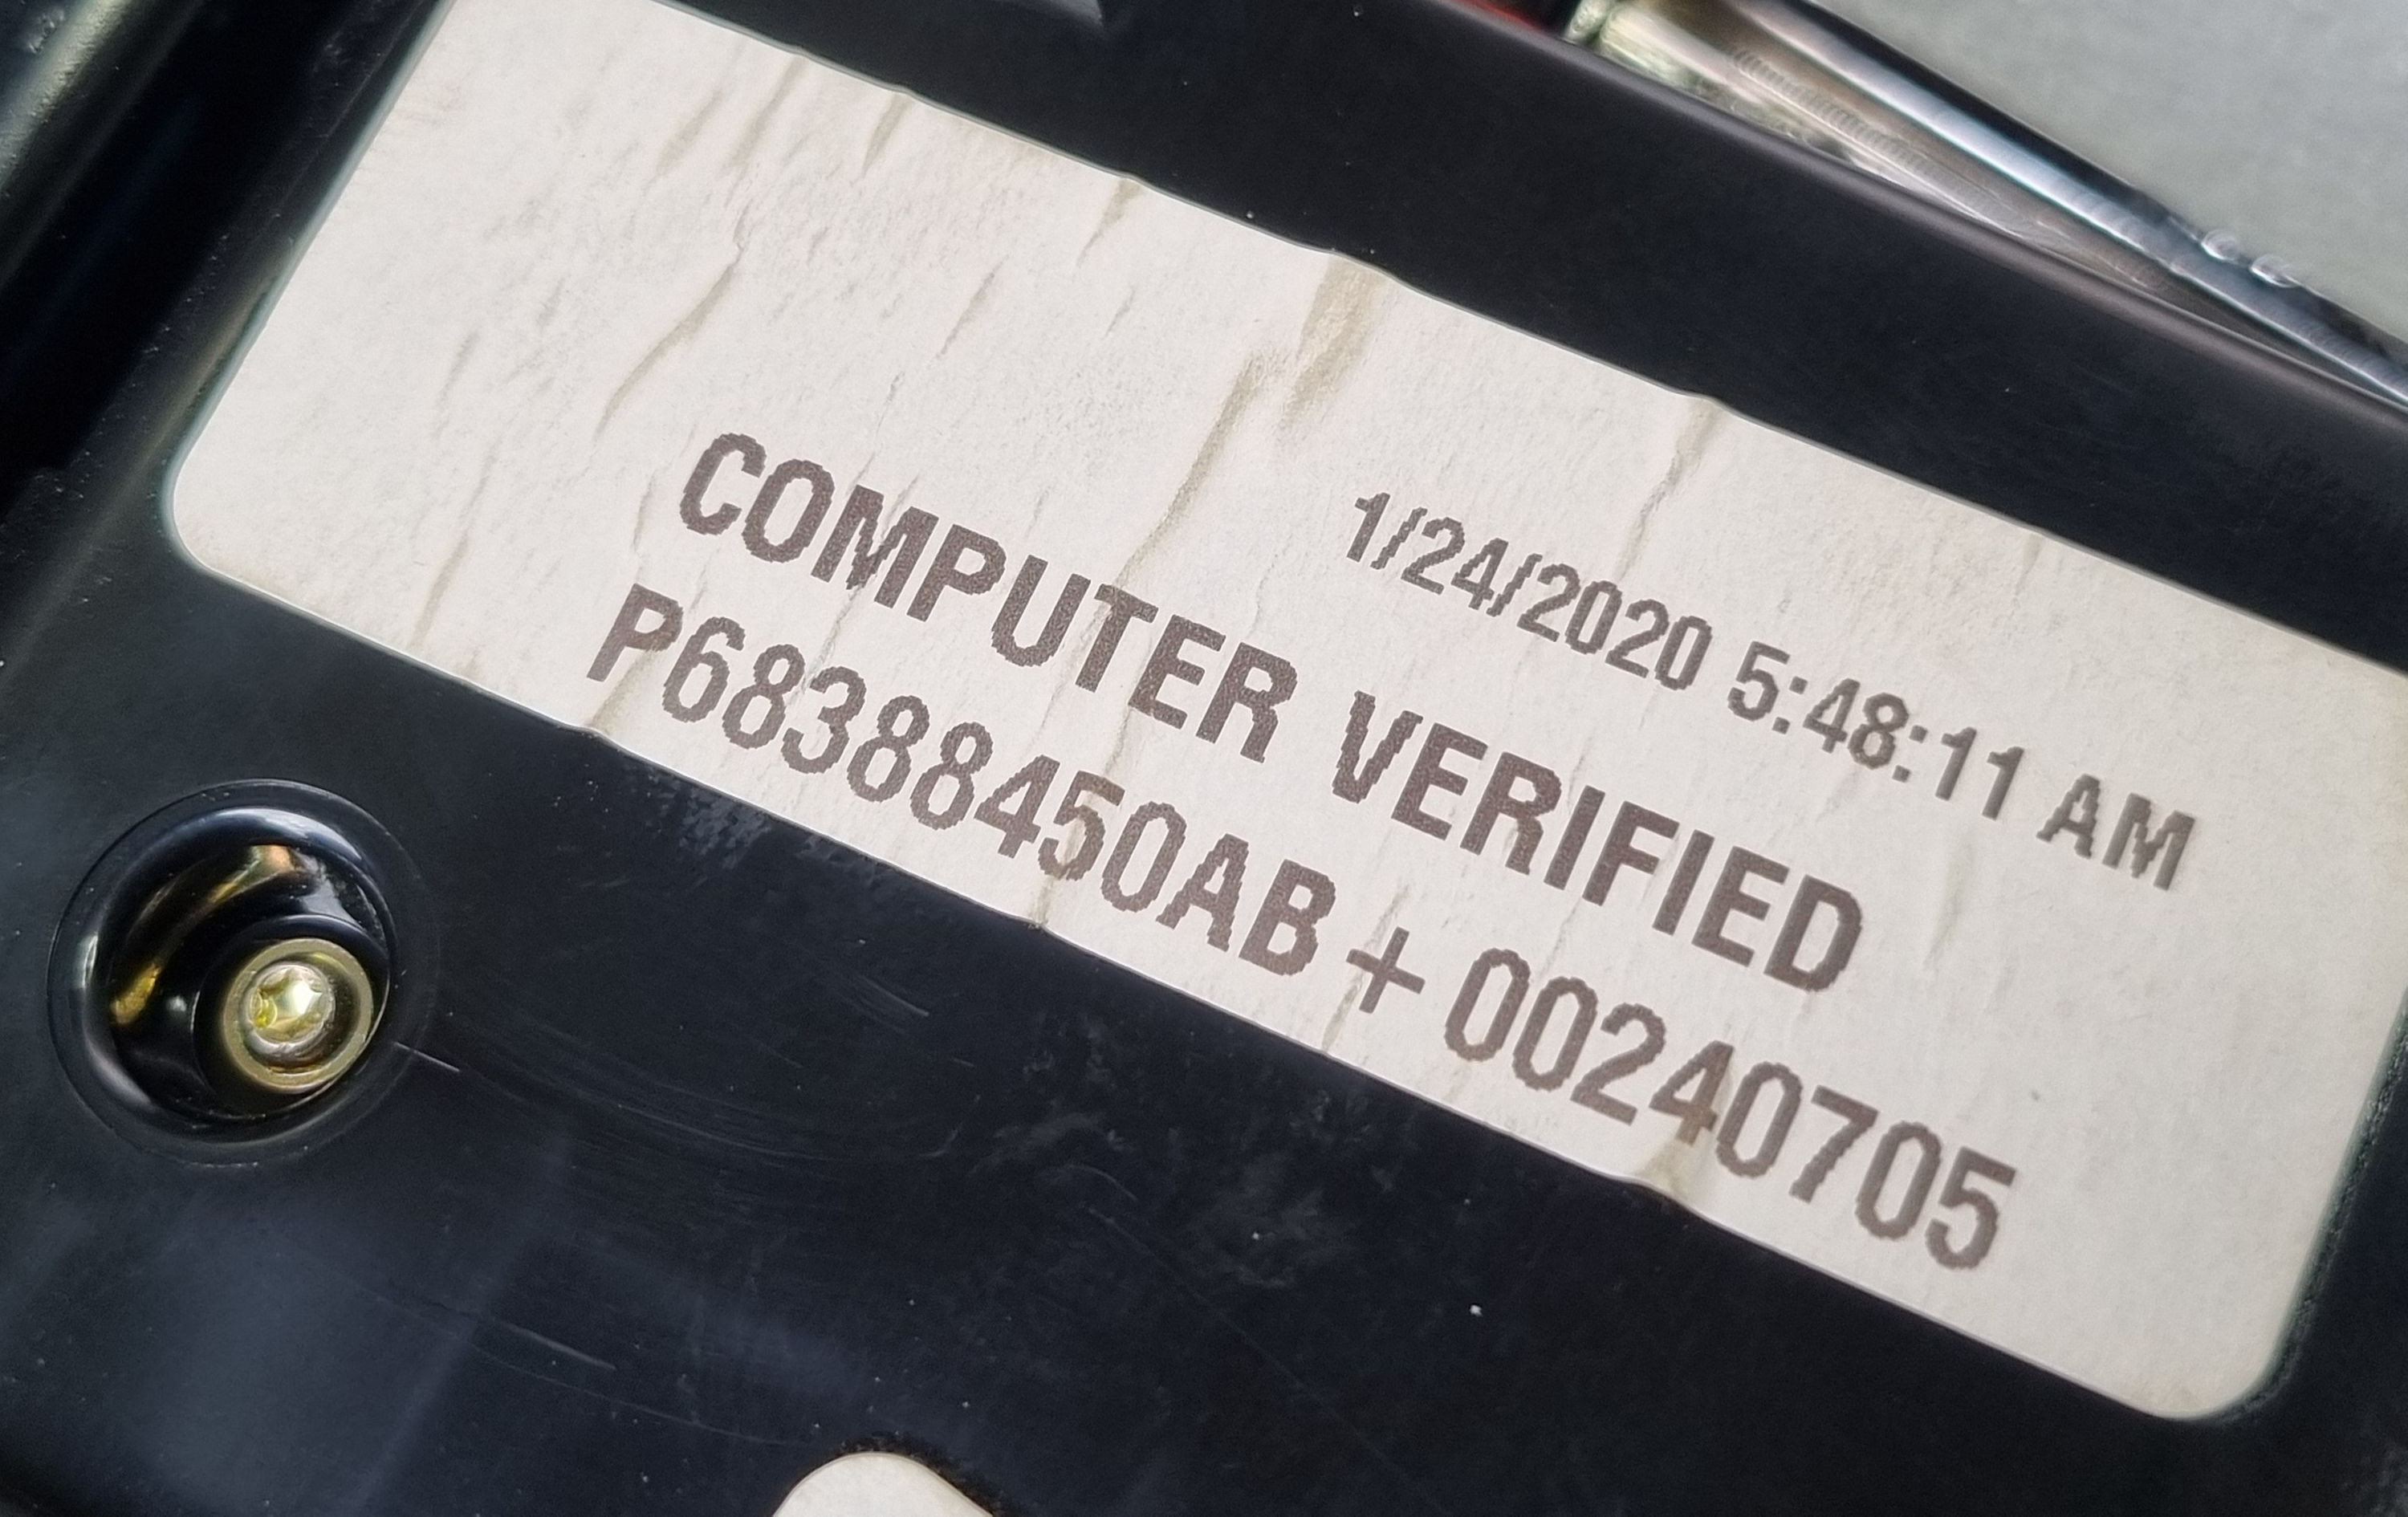 1/24/2020 5:48:11 AM
COMPUTER VERIFIED
P68388450AB + 00240705